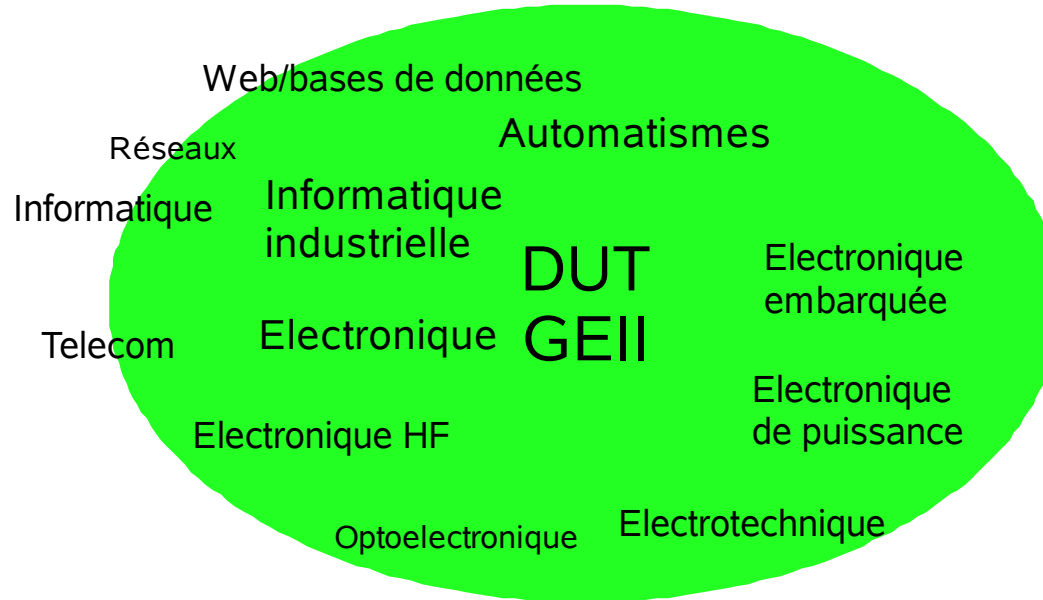 Web/bases de données
Automatismes
Réseaux
Informatique
Informatique
industrielle
DUT
GEII
Electronique
embarquée
Telecom
Electronique
Electronique
de puissance
Electronique HF
Optoelectronique
Electrotechnique